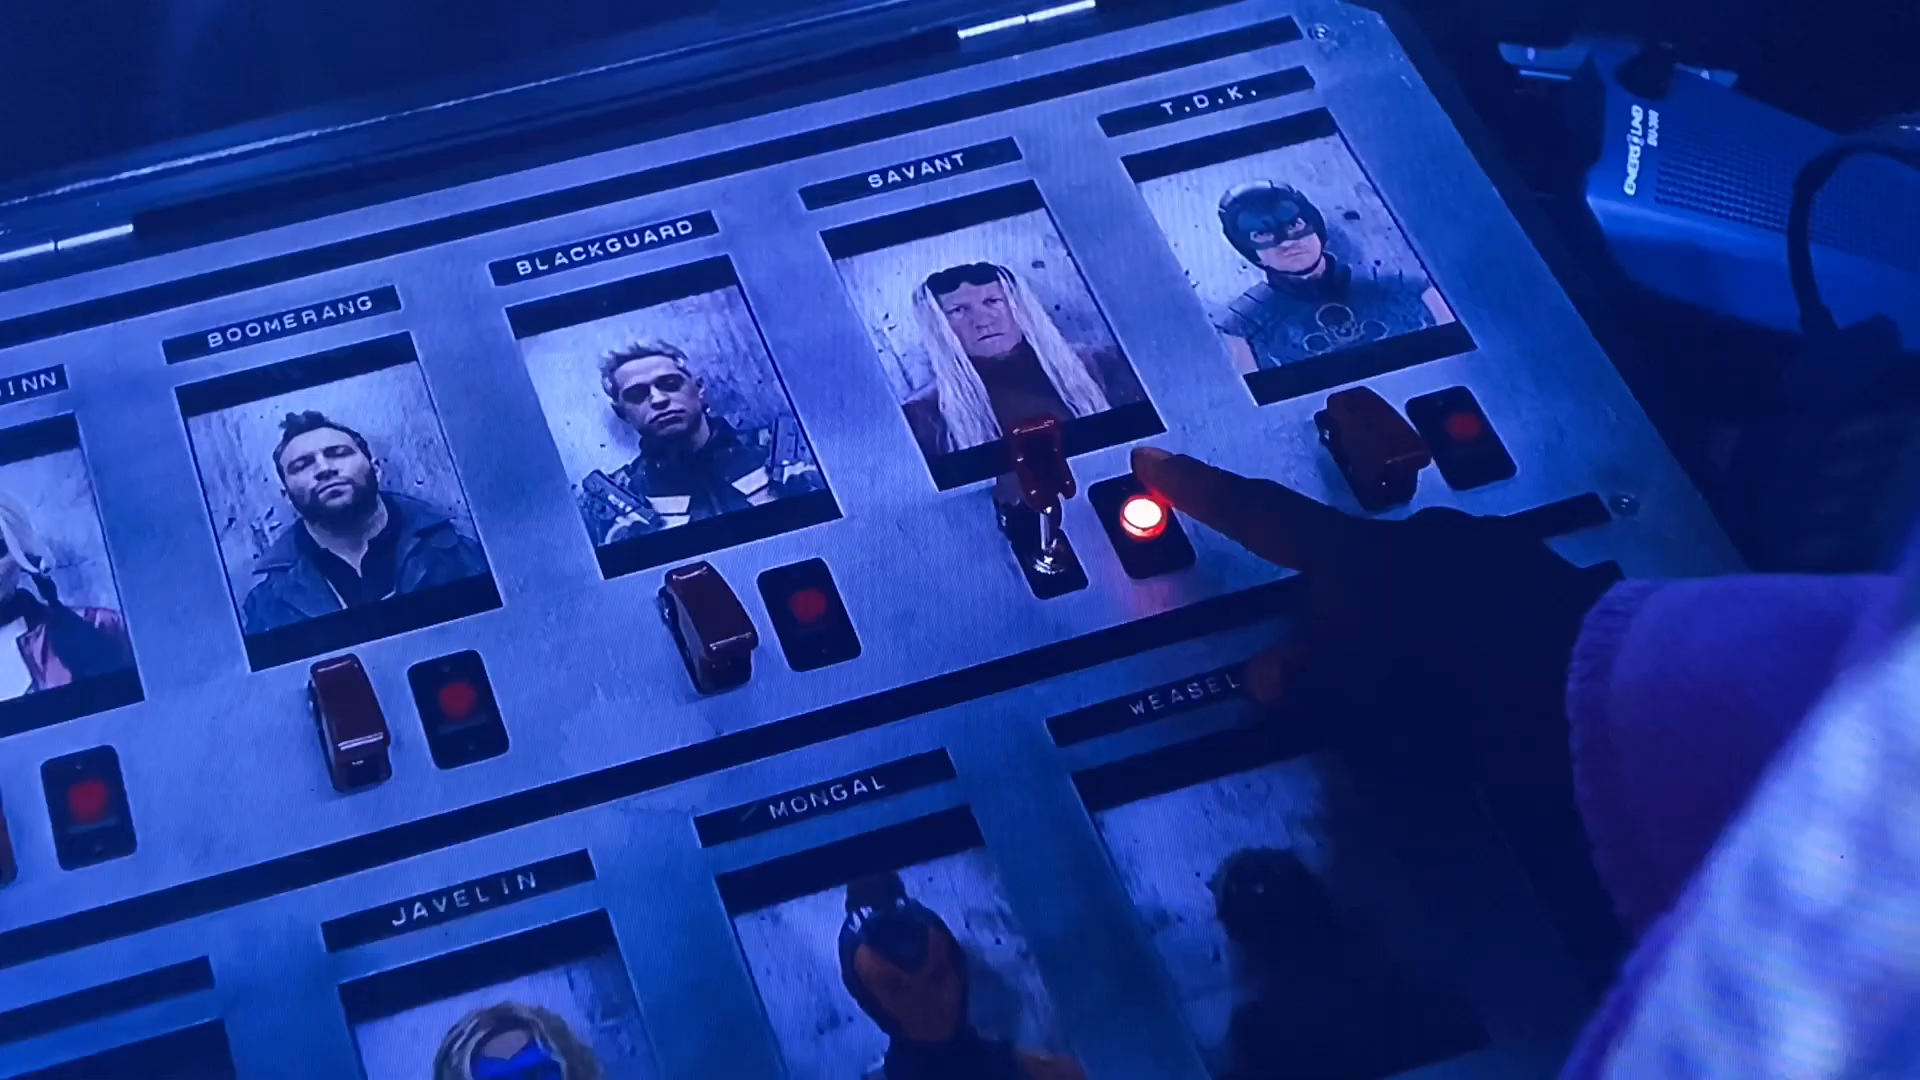 T.D.K.
SAVANT
BLACKGUARD
BOOMERANG
INN
WEASEL
MONGAL
JAVELIN